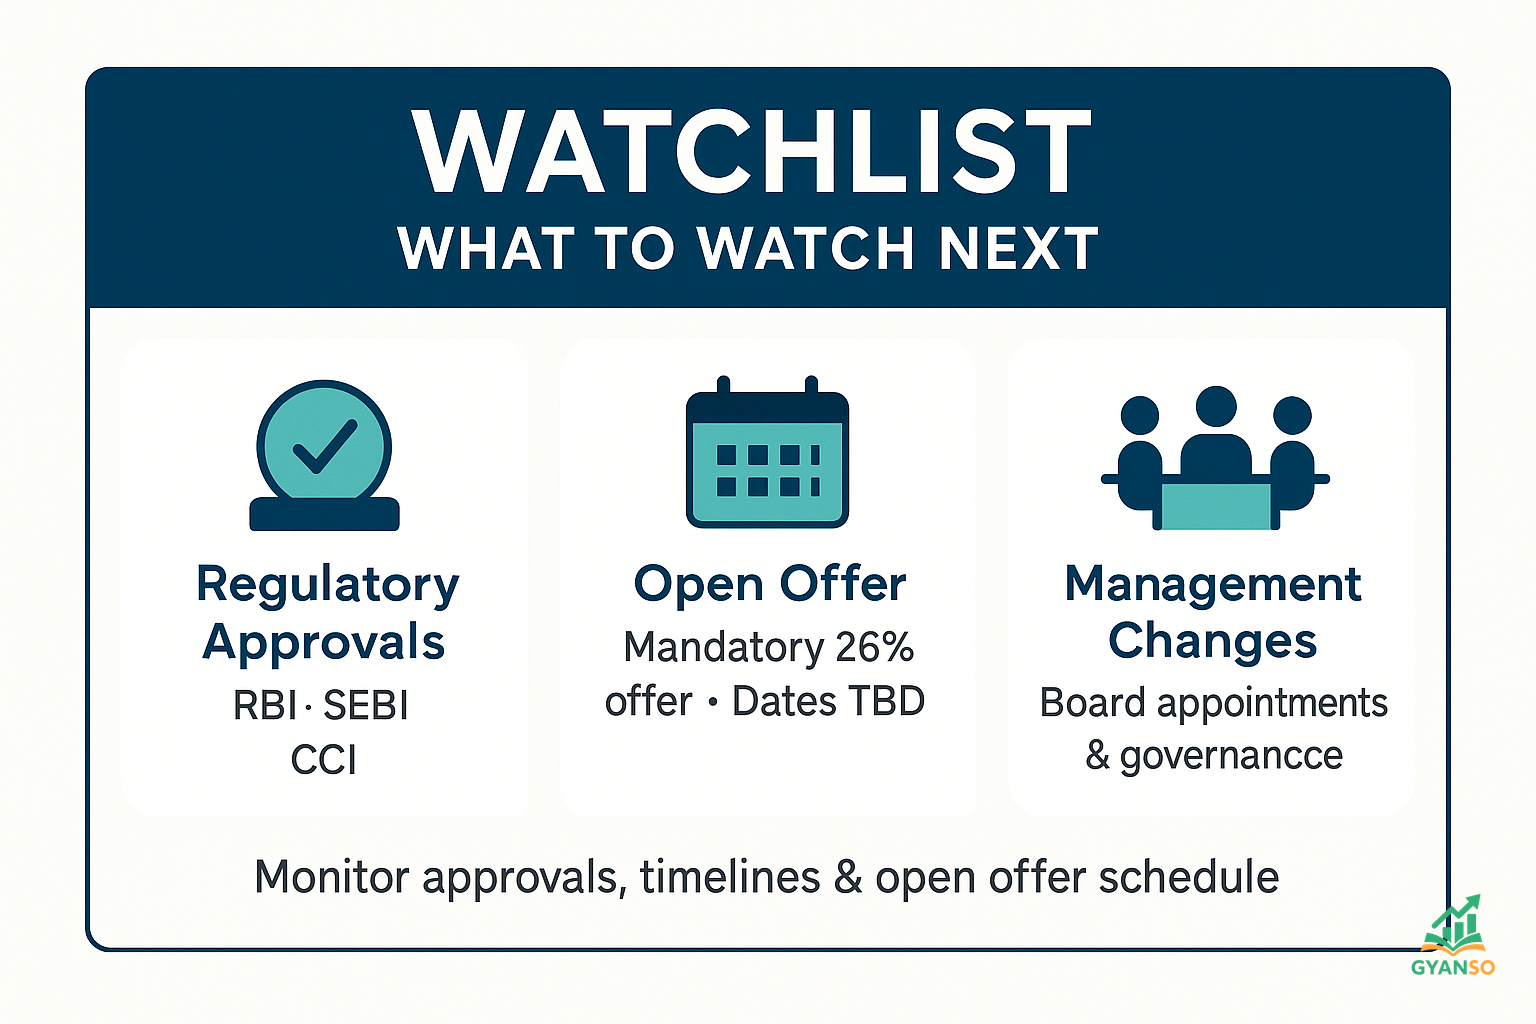 WATCHLIST
WHAT TO WATCH NEXT
Regulatory
Approvals
RBI · SEBI
CCI
Open Offer
Mandatory 26%
offer • Dates TBD
Management
Changes
Board appointments
& governancce
Monitor approvals, timelines & open offer schedule
GYANSO